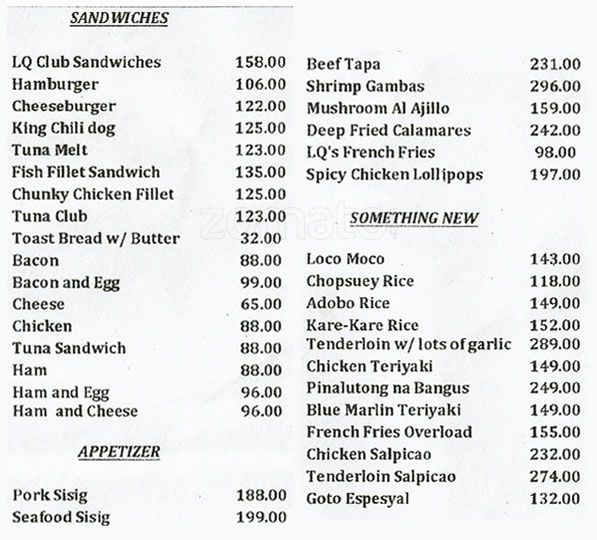 SANDWICHES
LQ Club Sandwiches 158.00
Hamburger 106.00
Cheeseburger 122.00
King Chili dog 125.00
Tuna Melt 123.00
Fish Fillet Sandwich 135.00
Chunky Chicken Fillet 125.00
Tuna Club 123.00
Toast Bread w/ Butter 32.00
Bacon 88.00
Bacon and Egg 99.00
Cheese 65.00
Chicken 88.00
Tuna Sandwich 88.00
Ham 88.00
Ham and Egg 96.00
Ham and Cheese 96.00
APPETIZER
Pork Sisig 188.00
Seafood Sisig 199.00
Beef Tapa 231.00
Shrimp Gambas 296.00
Mushroom Al Ajillo 159.00
Deep Fried Calamares 242.00
LQ's French Fries 98.00
Spicy Chicken Lollipops 197.00
SOMETHING NEW
Loco Moco 143.00
Chopsuey Rice 118.00
Adobo Rice 149.00
Kare-Kare Rice 152.00
Tenderloin w/ lots of garlic 289.00
Chicken Teriyaki 149.00
Pinalutong na Bangus 249.00
Blue Marlin Teriyaki 149.00
French Fries Overload 155.00
Chicken Salpicao 232.00
Tenderloin Salpicao 274.00
Goto Espesyal 132.00
zomato